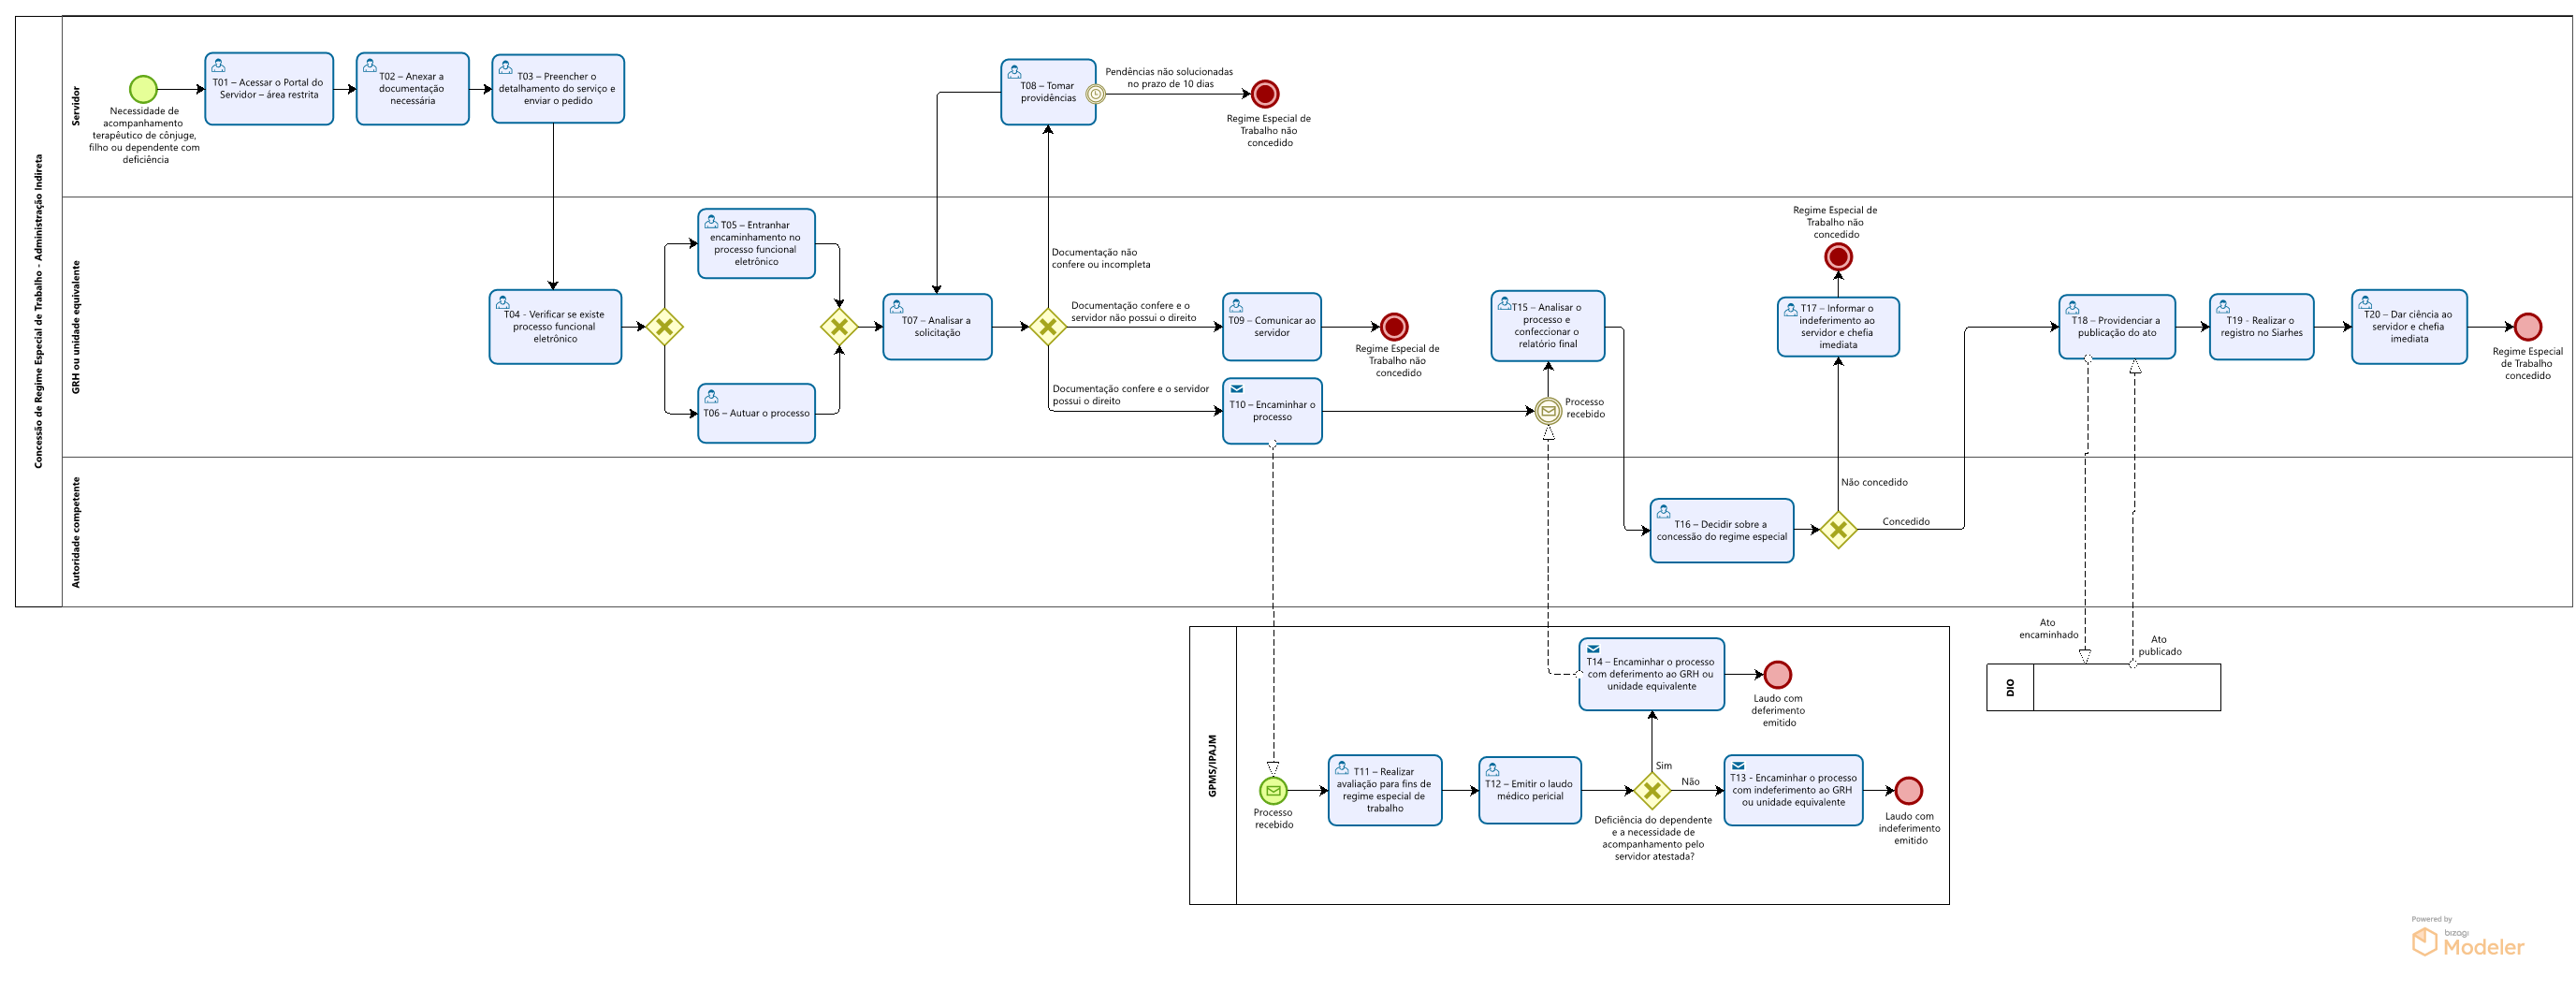 Concessão de Regime Especial de Trabalho - Administração Indireta
Servidor
Necessidade de
acompanhamento
terapêutico de cônjuge,
filho ou dependente com
deficiência
T01 – Acessar o Portal do
Servidor – área restrita
T02 – Anexar a
documentação
necessária
T03 – Preencher o
detalhamento do serviço e
enviar o pedido
T08 – Tomar
providências
Pendências não solucionadas
no prazo de 10 dias
Regime Especial de
Trabalho não
concedido
GRH ou unidade equivalente
T04 - Verificar se existe
processo funcional
eletrônico
T05 – Entranhar
encaminhamento no
processo funcional
eletrônico
T06 – Autuar o processo
T07 – Analisar a
solicitação
Documentação não
confere ou incompleta
Documentação confere e o
servidor não possui o direito
Documentação confere e o servidor
possui o direito
T09 – Comunicar ao
servidor
Regime Especial de
Trabalho não
concedido
T10 – Encaminhar o
processo
Processo
recebido
T15 – Analisar o
processo e
confeccionar o
relatório final
Regime Especial de
Trabalho não
concedido
T17 – Informar o
indeferimento ao
servidor e chefia
imediata
T18 – Providenciar a
publicação do ato
T19 - Realizar o
registro no Siarhes
T20 – Dar ciência ao
servidor e chefia
imediata
Regime Especial
de Trabalho
concedido
Autoridade competente
T16 – Decidir sobre a
concessão do regime especial
Não concedido
Concedido
GPMS/IPAJM
Processo
recebido
T11 – Realizar
avaliação para fins de
regime especial de
trabalho
T12 – Emitir o laudo
médico pericial
Deficiência do dependente
e a necessidade de
acompanhamento pelo
servidor atestada?
Sim
Não
T14 – Encaminhar o processo
com deferimento ao GRH ou
unidade equivalente
Laudo com
deferimento
emitido
T13 - Encaminhar o processo
com indeferimento ao GRH
ou unidade equivalente
Laudo com
indeferimento
emitido
Ato
encaminhado
Ato
publicado
DIO
Powered by
bizagi
Modeler